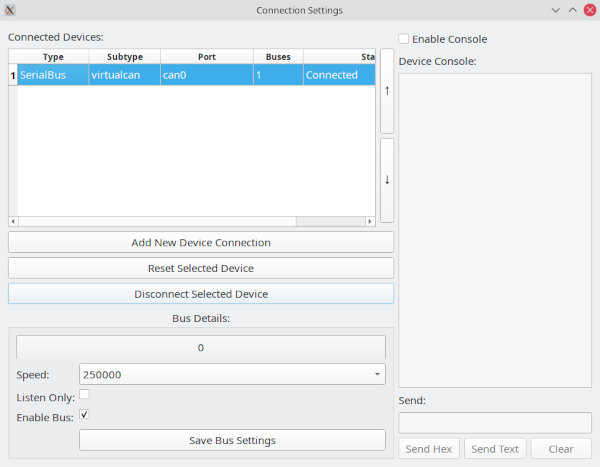 Connection Settings
Connected Devices:
Type Subtype Port Buses Sta
1 SerialBus virtualcan can0 1 Connected
↑
↓
Add New Device Connection
Reset Selected Device
Disconnect Selected Device
Bus Details:
0
Speed: 250000
Listen Only:
Enable Bus:
Save Bus Settings
Enable Console
Device Console:
Send:
Send Hex Send Text Clear